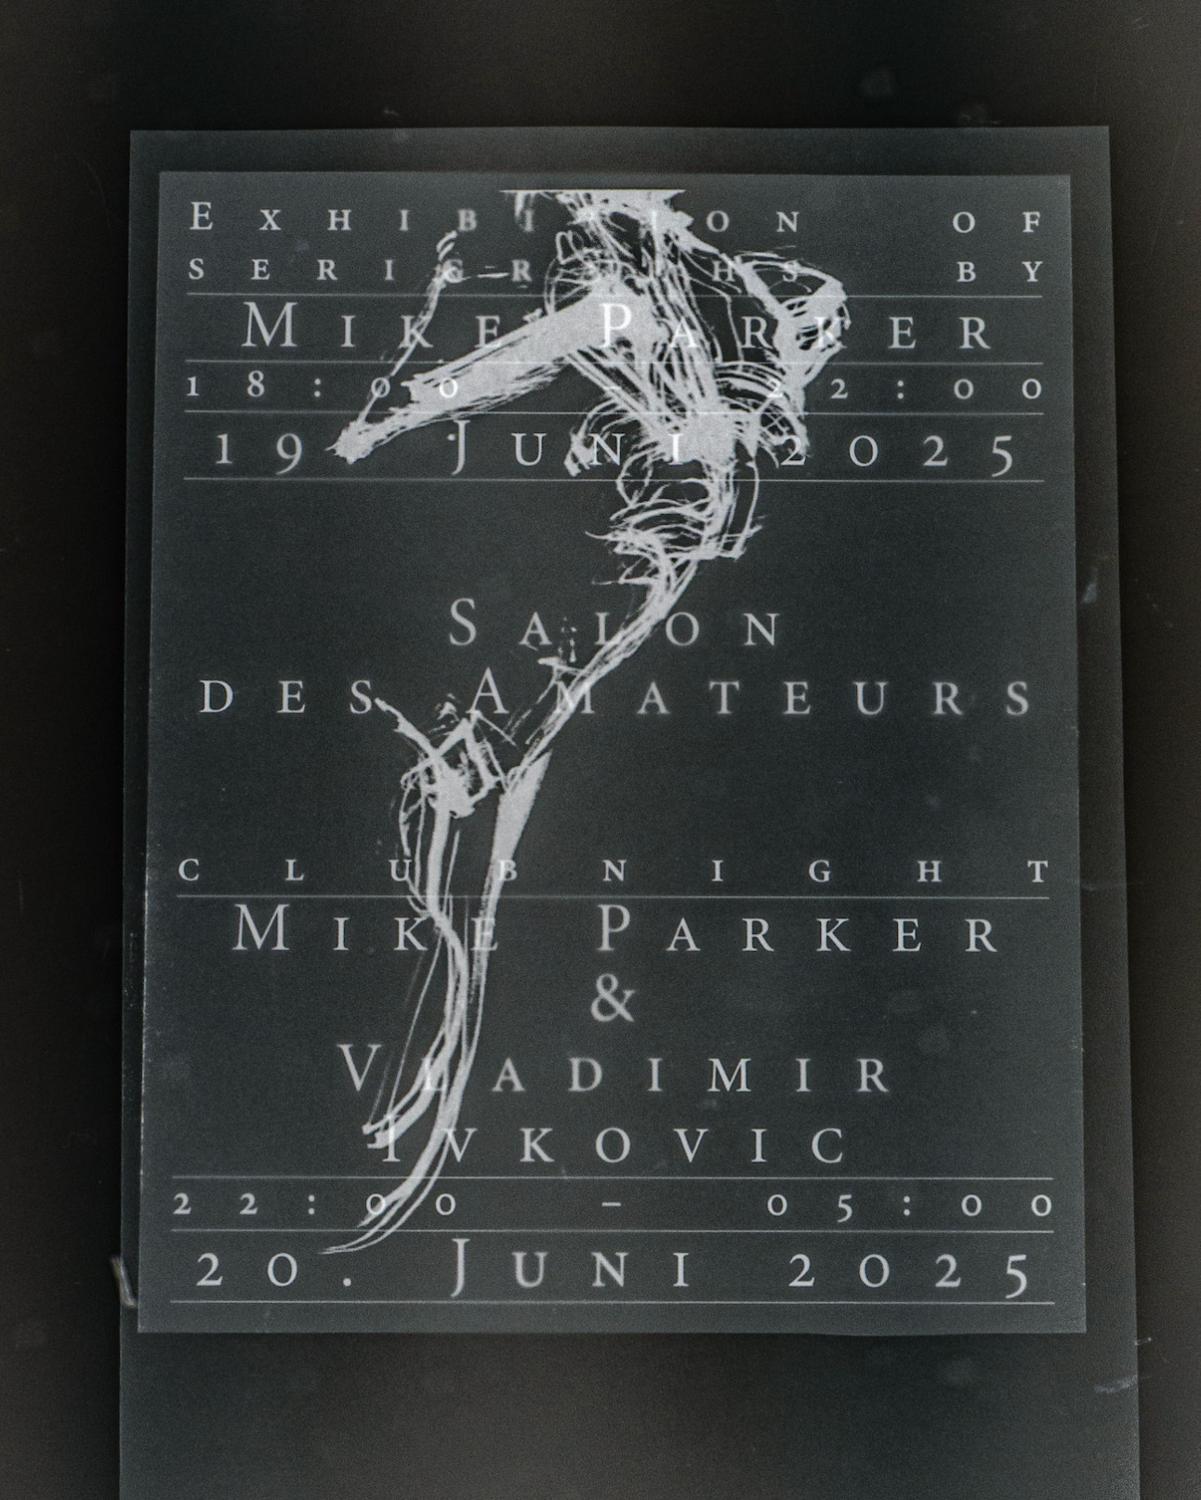 Exhibition of
serigraphs by
Mike Parker
18:00 – 22:00
19. Juni 2025
Salon
des Amateurs
clubnight
Mike Parker
&
Vladimir
Ivkovic
22:00 – 05:00
20. Juni 2025